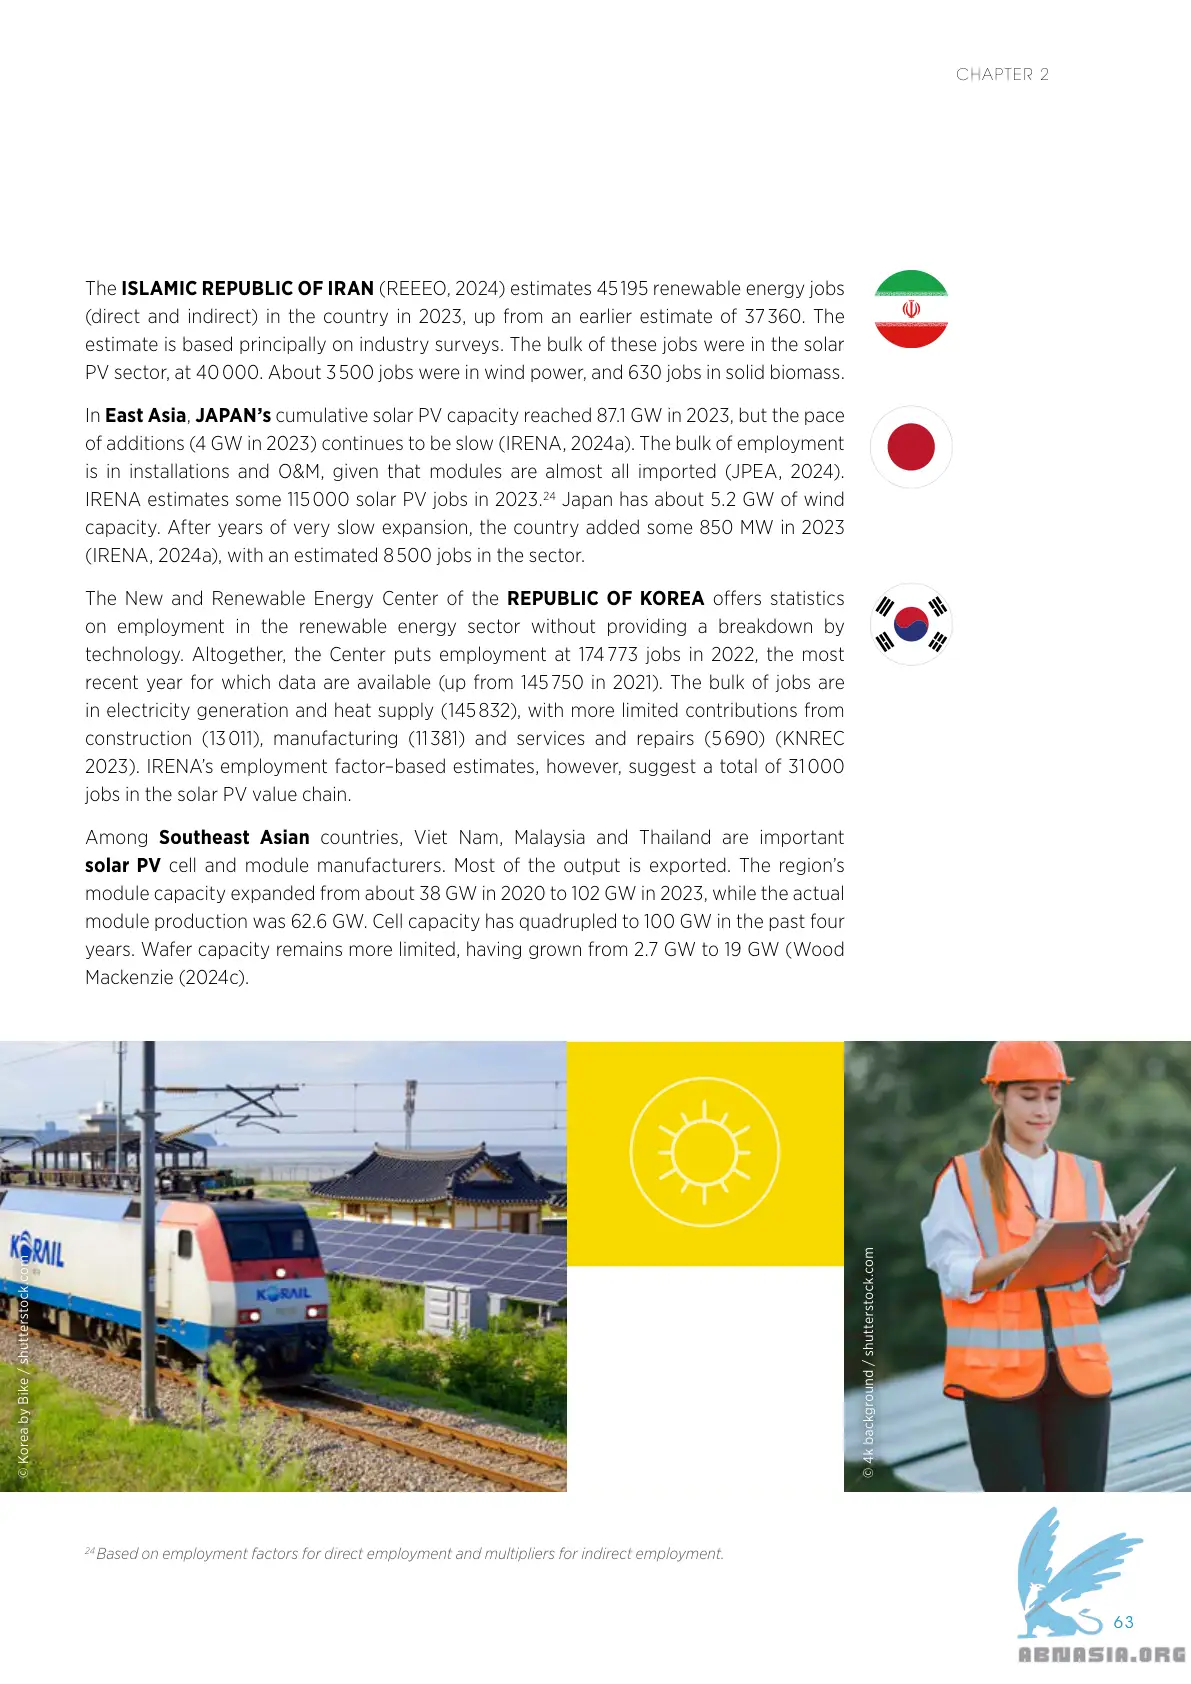 CHAPTER 2
The ISLAMIC REPUBLIC OF IRAN (REEEO, 2024) estimates 45 195 renewable energy jobs
(direct and indirect) in the country in 2023, up from an earlier estimate of 37 360. The
estimate is based principally on industry surveys. The bulk of these jobs were in the solar
PV sector, at 40 000. About 3 500 jobs were in wind power, and 630 jobs in solid biomass.
In East Asia, JAPAN’s cumulative solar PV capacity reached 87.1 GW in 2023, but the pace
of additions (4 GW in 2023) continues to be slow (IRENA, 2024a). The bulk of employment
is in installations and O&M, given that modules are almost all imported (JPEA, 2024).
IRENA estimates some 115 000 solar PV jobs in 2023.24 Japan has about 5.2 GW of wind
capacity. After years of very slow expansion, the country added some 850 MW in 2023
(IRENA, 2024a), with an estimated 8 500 jobs in the sector.
The New and Renewable Energy Center of the REPUBLIC OF KOREA offers statistics
on employment in the renewable energy sector without providing a breakdown by
technology. Altogether, the Center puts employment at 174 773 jobs in 2022, the most
recent year for which data are available (up from 145 750 in 2021). The bulk of jobs are
in electricity generation and heat supply (145 832), with more limited contributions from
construction (13 011), manufacturing (11 381) and services and repairs (5 690) (KNREC
2023). IRENA’s employment factor–based estimates, however, suggest a total of 31 000
jobs in the solar PV value chain.
Among Southeast Asian countries, Viet Nam, Malaysia and Thailand are important
solar PV cell and module manufacturers. Most of the output is exported. The region’s
module capacity expanded from about 38 GW in 2020 to 102 GW in 2023, while the actual
module production was 62.6 GW. Cell capacity has quadrupled to 100 GW in the past four
years. Wafer capacity remains more limited, having grown from 2.7 GW to 19 GW (Wood
Mackenzie (2024c).
KORAIL
KORAIL
© Korea by Bike / shutterstock.com
© 4k background / shutterstock.com
24 Based on employment factors for direct employment and multipliers for indirect employment.
63
ABNASIA.ORG